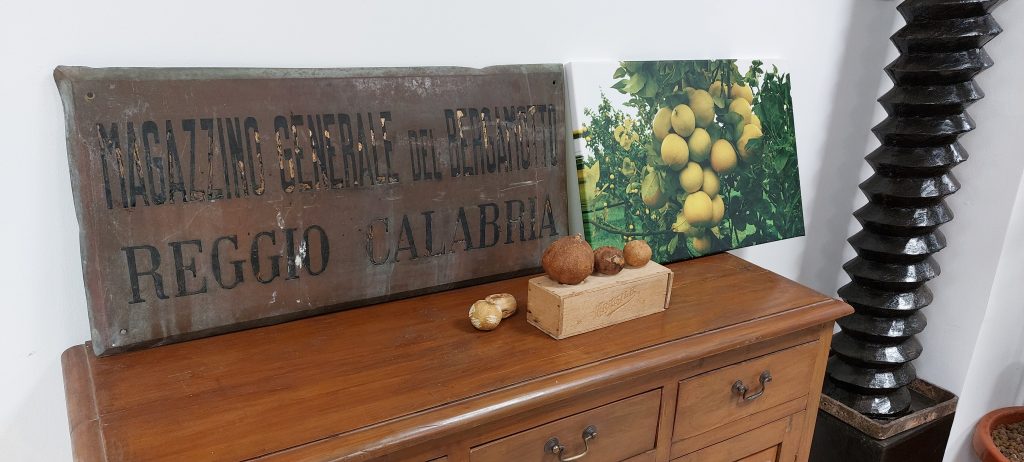 MAGAZZINO GENERALE DEL BERGAMOTTO
REGGIO CALABRIA